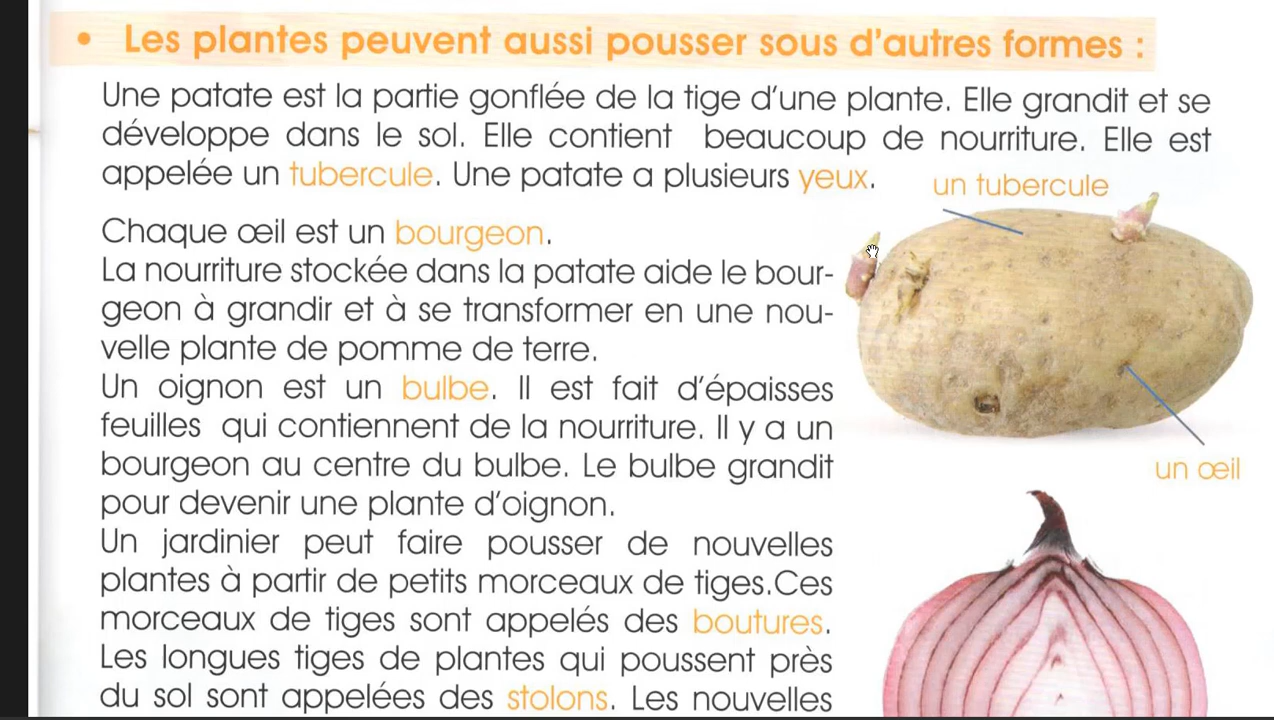 • Les plantes peuvent aussi pousser sous d'autres formes :
Une patate est la partie gonflée de la tige d'une plante. Elle grandit et se
développe dans le sol. Elle contient beaucoup de nourriture. Elle est
appelée un tubercule. Une patate a plusieurs yeux.
un tubercule
Chaque œil est un bourgeon.
La nourriture stockée dans la patate aide le bour-
geon à grandir et à se transformer en une nou-
velle plante de pomme de terre.
Un oignon est un bulbe. Il est fait d'épaisses
feuilles qui contiennent de la nourriture. Il y a un
bourgeon au centre du bulbe. Le bulbe grandit
pour devenir une plante d'oignon.
Un jardinier peut faire pousser de nouvelles
plantes à partir de petits morceaux de tiges.Ces
morceaux de tiges sont appelés des boutures.
Les longues tiges de plantes qui poussent près
du sol sont appelées des stolons. Les nouvelles
un œil